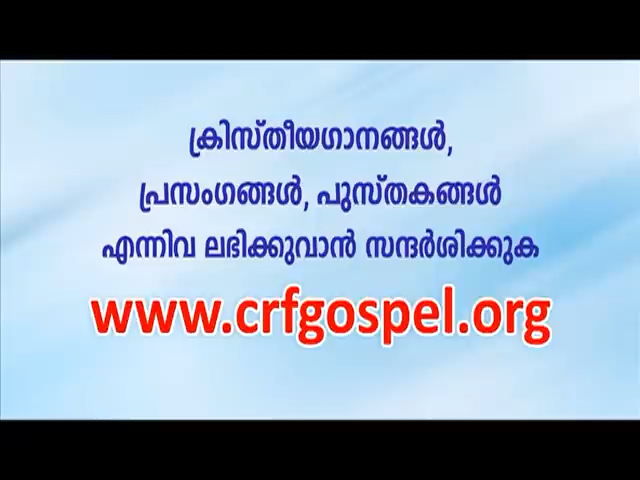 ക്രിസ്തീയഗാനങ്ങൾ,
പ്രസംഗങ്ങൾ, പുസ്തകങ്ങൾ
എന്നിവ ലഭിക്കുവാൻ സന്ദർശിക്കുക
www.crfgospel.org